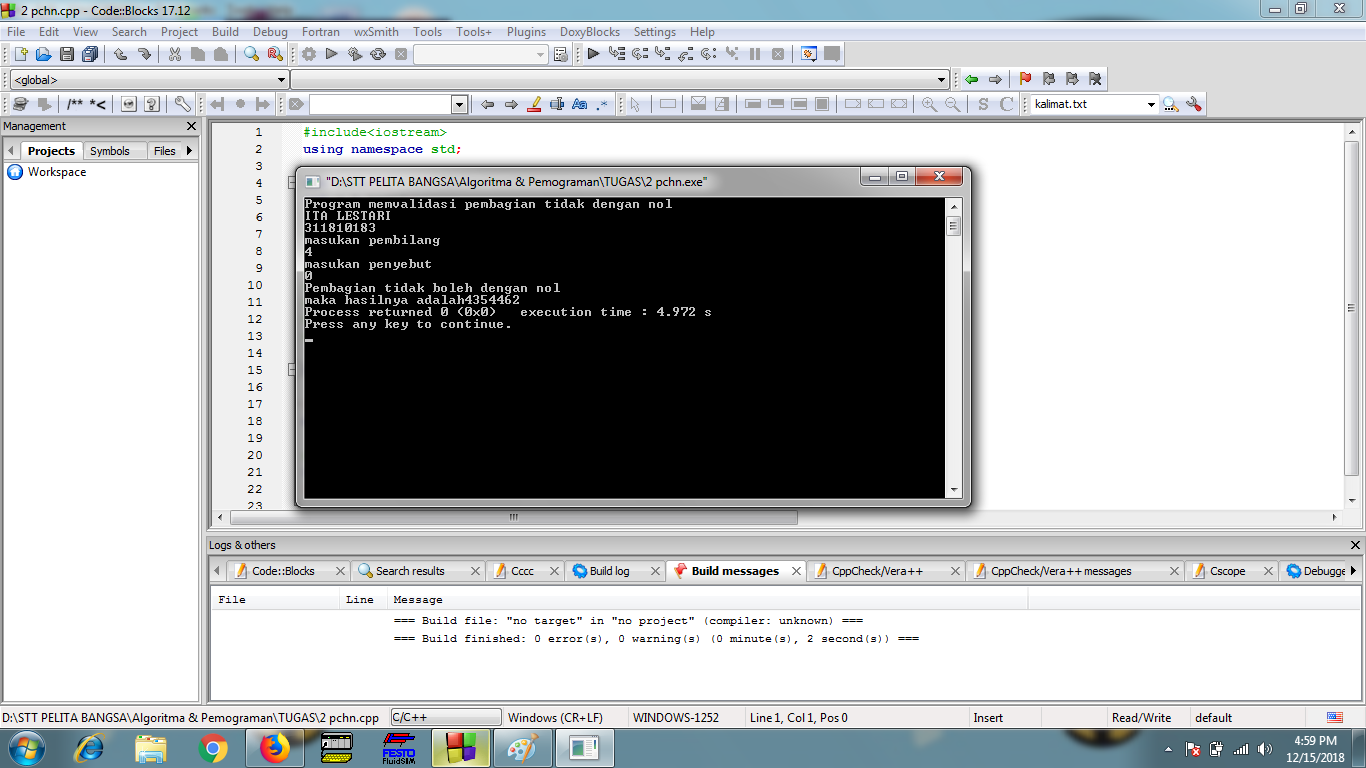 2 pchn.cpp - Code::Blocks 17.12
File Edit View Search Project Build Debug Fortran wxSmith Tools Tools+ Plugins DoxyBlocks Settings Help
<global>
/** *< kalimat.txt
Management
Projects Symbols Files
Workspace
1 #include<iostream>
2 using namespace std;
3
4
5
6
7
8
9
10
11
12
13
14
15
16
17
18
19
20
21
22
23
"D:\STT PELITA BANGSA\Algoritma & Pemograman\TUGAS\2 pchn.exe"
Program memvalidasi pembagian tidak dengan nol
ITA LESTARI
311810183
masukan pembilang
4
masukan penyebut
0
Pembagian tidak boleh dengan nol
maka hasilnya adalah4354462
Process returned 0 (0x0) execution time : 4.972 s
Press any key to continue.
Logs & others
Code::Blocks Search results Cccc Build log Build messages CppCheck/Vera++ CppCheck/Vera++ messages Cscope Debugge
File Line Message
=== Build file: "no target" in "no project" (compiler: unknown) ===
=== Build finished: 0 error(s), 0 warning(s) (0 minute(s), 2 second(s)) ===
D:\STT PELITA BANGSA\Algoritma & Pemograman\TUGAS\2 pchn.cpp C/C++ Windows (CR+LF) WINDOWS-1252 Line 1, Col 1, Pos 0 Insert Read/Write default
FESTO
FluidSIM
4:59 PM
12/15/2018